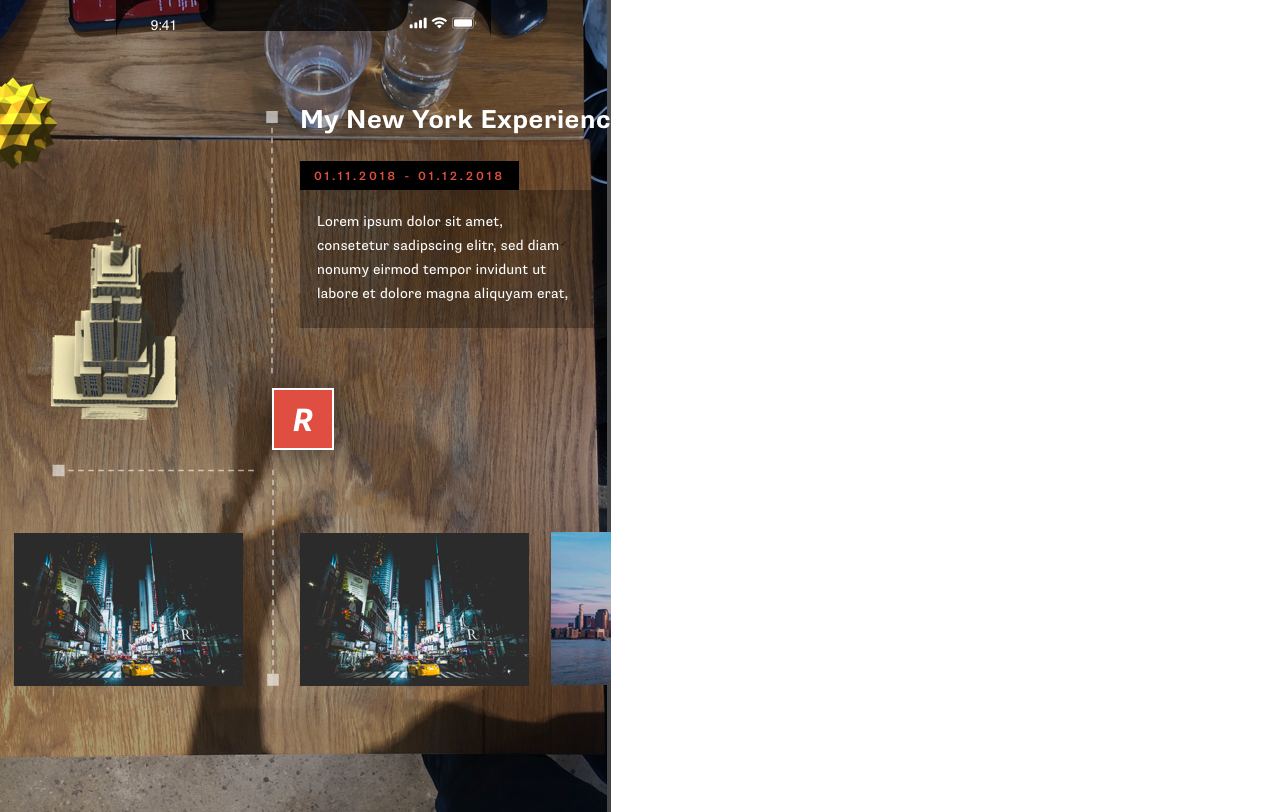 9:41
My New York Experienc
01.11.2018 - 01.12.2018
Lorem ipsum dolor sit amet,
consetetur sadipscing elitr, sed diam
nonumy eirmod tempor invidunt ut
labore et dolore magna aliquyam erat,
R
R
R